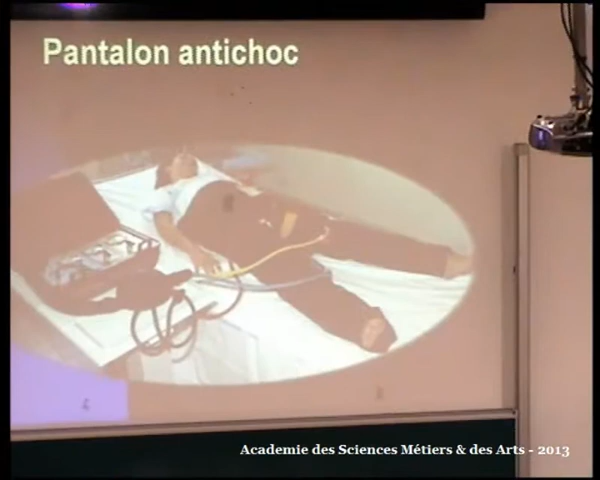 Pantalon antichoc
Academie des Sciences Métiers & des Arts - 2013